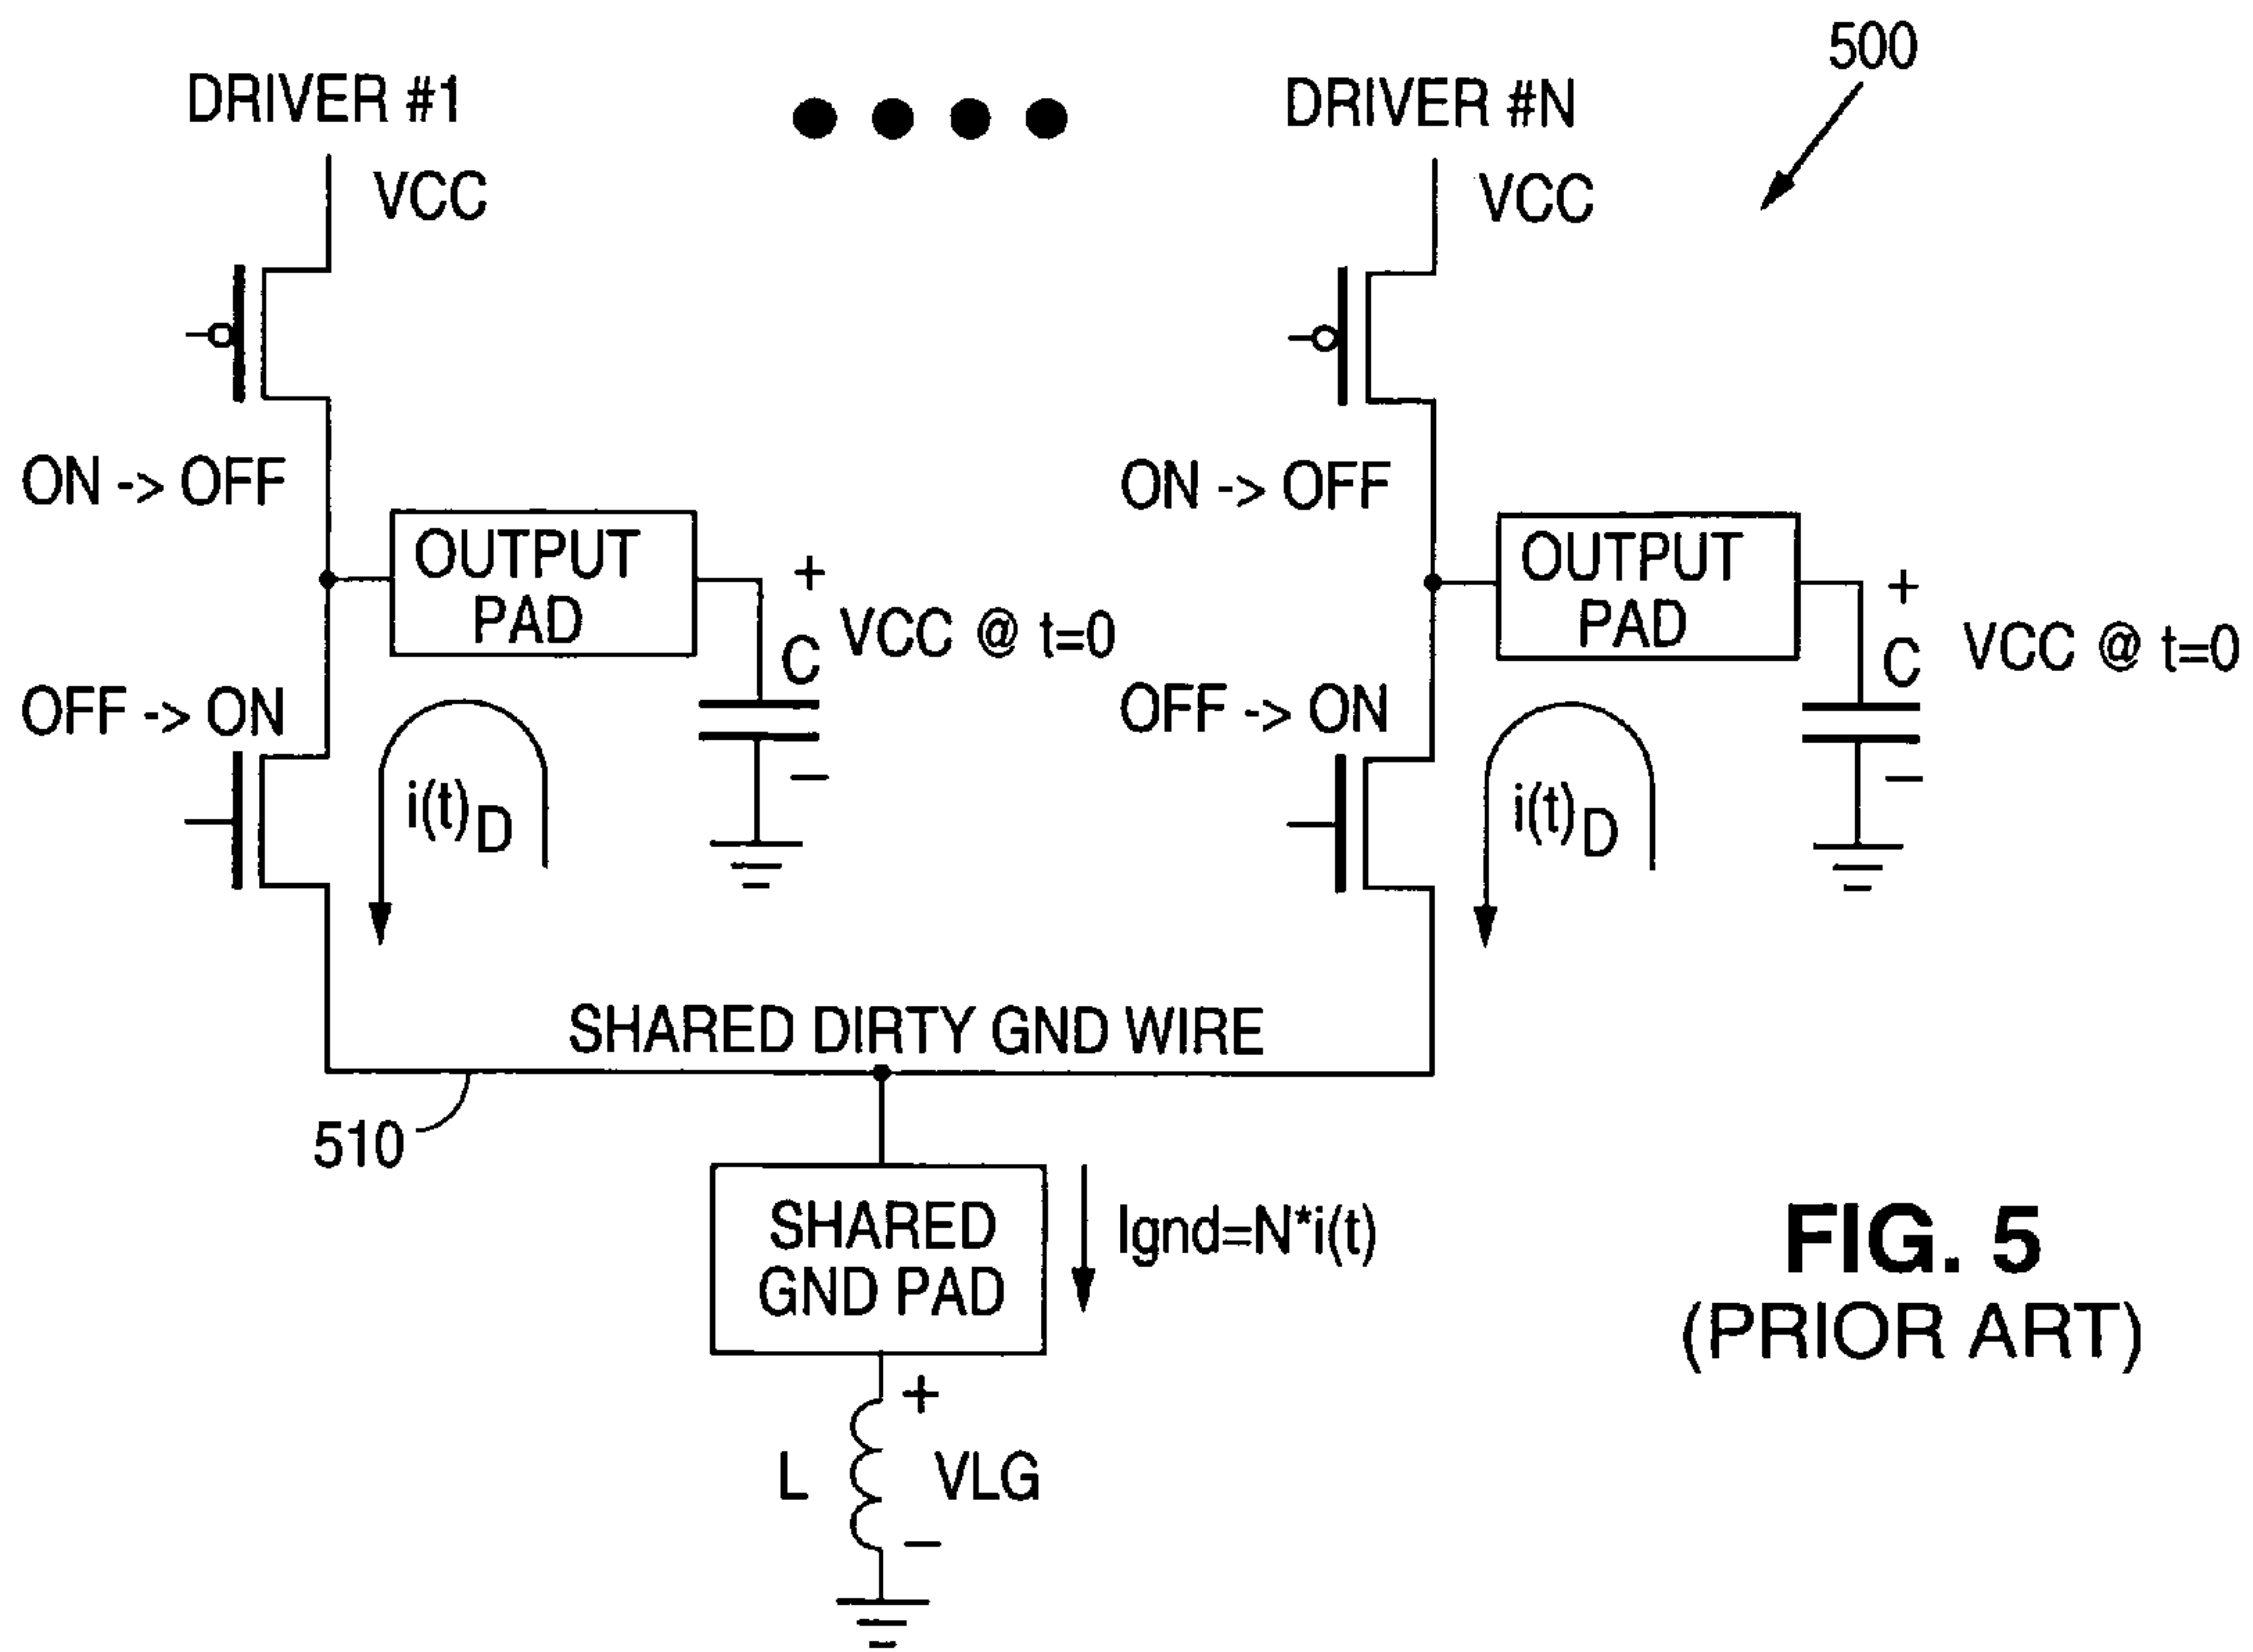 500
DRIVER #1
DRIVER #N
VCC
VCC
ON -> OFF
ON -> OFF
OUTPUT
PAD
+
C
VCC @ t=0
−
OUTPUT
PAD
+
C
VCC @ t=0
−
OFF -> ON
OFF -> ON
i(t)D
i(t)D
SHARED DIRTY GND WIRE
510
SHARED
GND PAD
Ignd=N*i(t)
+
L
VLG
−
FIG. 5
(PRIOR ART)